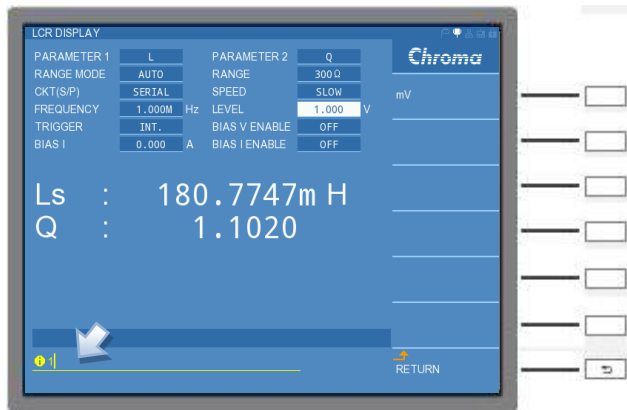 LCR DISPLAY
Chroma
PARAMETER 1 L PARAMETER 2 Q
RANGE MODE AUTO RANGE 300 Ω
CKT(S/P) SERIAL SPEED SLOW
mV
FREQUENCY 1.000M Hz LEVEL 1.000 V
TRIGGER INT. BIAS V ENABLE OFF
BIAS I 0.000 A BIAS I ENABLE OFF
Ls : 180.7747m H
Q : 1.1020
1
RETURN